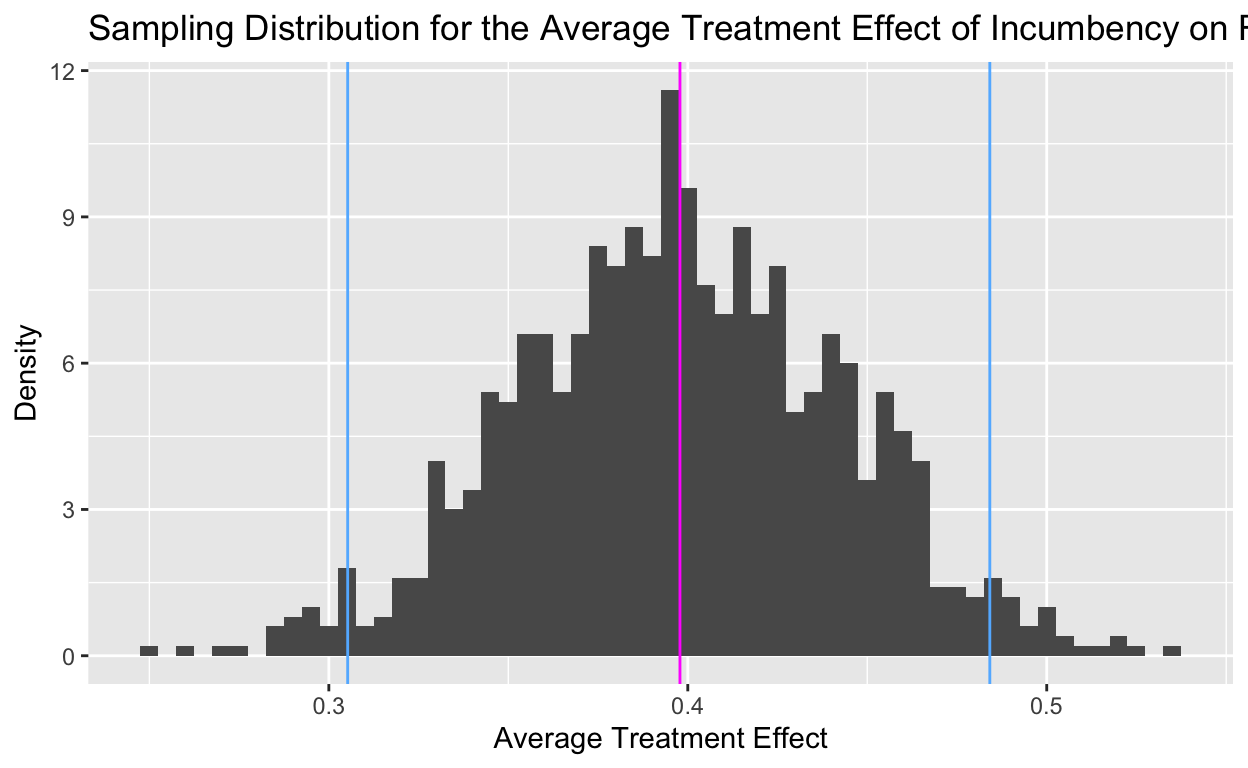 Sampling Distribution for the Average Treatment Effect of Incumbency on
12
9
6
3
0
Density
0.3 0.4 0.5
Average Treatment Effect